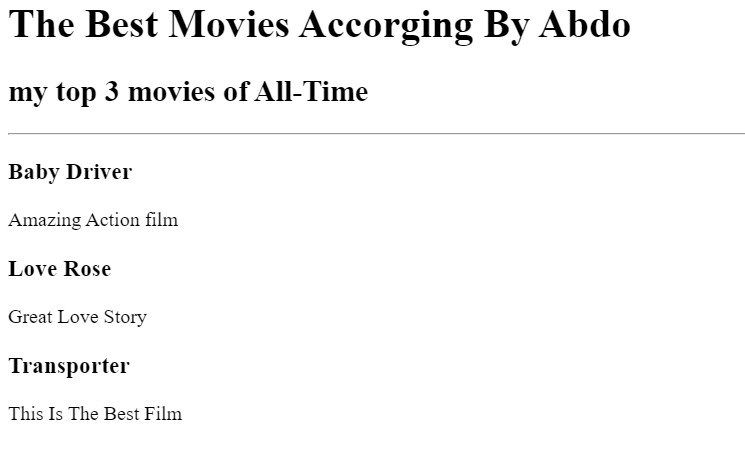 The Best Movies Accorging By Abdo
my top 3 movies of All-Time
Baby Driver
Amazing Action film
Love Rose
Great Love Story
Transporter
This Is The Best Film